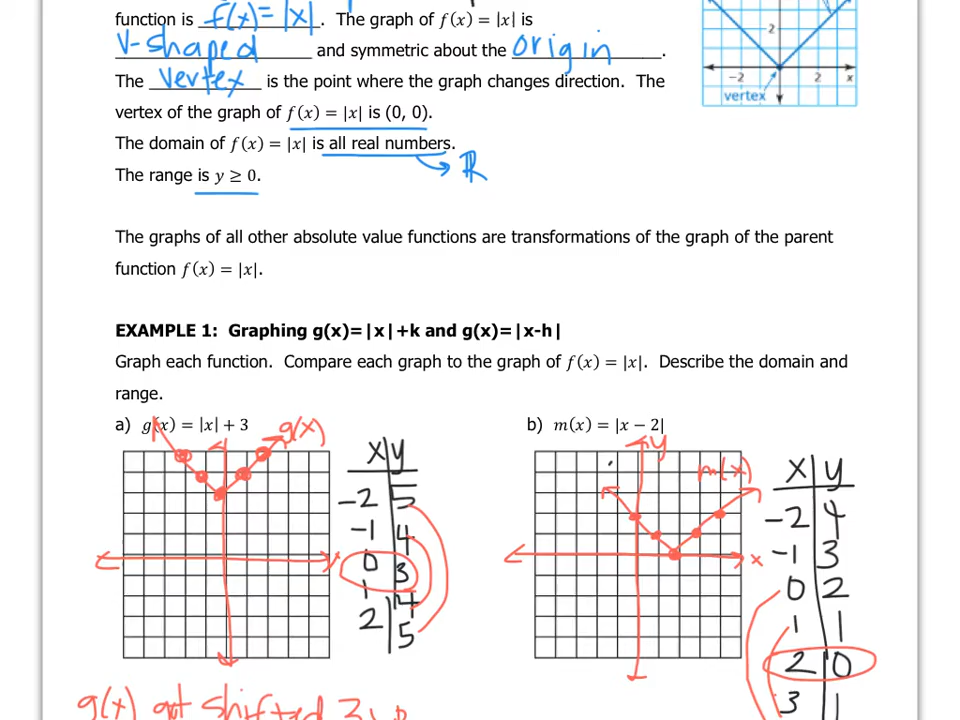 function is f(x)=|x|. The graph of f(x) = |x| is
V-shaped and symmetric about the origin.
The vertex is the point where the graph changes direction. The
vertex of the graph of f(x) = |x| is (0, 0).
The domain of f(x) = |x| is all real numbers.
ℝ
The range is y ≥ 0.
2
-2
2
x
vertex
The graphs of all other absolute value functions are transformations of the graph of the parent
function f(x) = |x|.
EXAMPLE 1: Graphing g(x)=|x|+k and g(x)=|x-h|
Graph each function. Compare each graph to the graph of f(x) = |x|. Describe the domain and
range.
a) g(x) = |x| + 3
g(x)
x
x|y
-2|5
-1|4
0|3
1|4
2|5
b) m(x) = |x − 2|
y
m(x)
x
x|y
-2|4
-1|3
0|2
1|1
2|0
3|1
g(x) got shifted 3 up